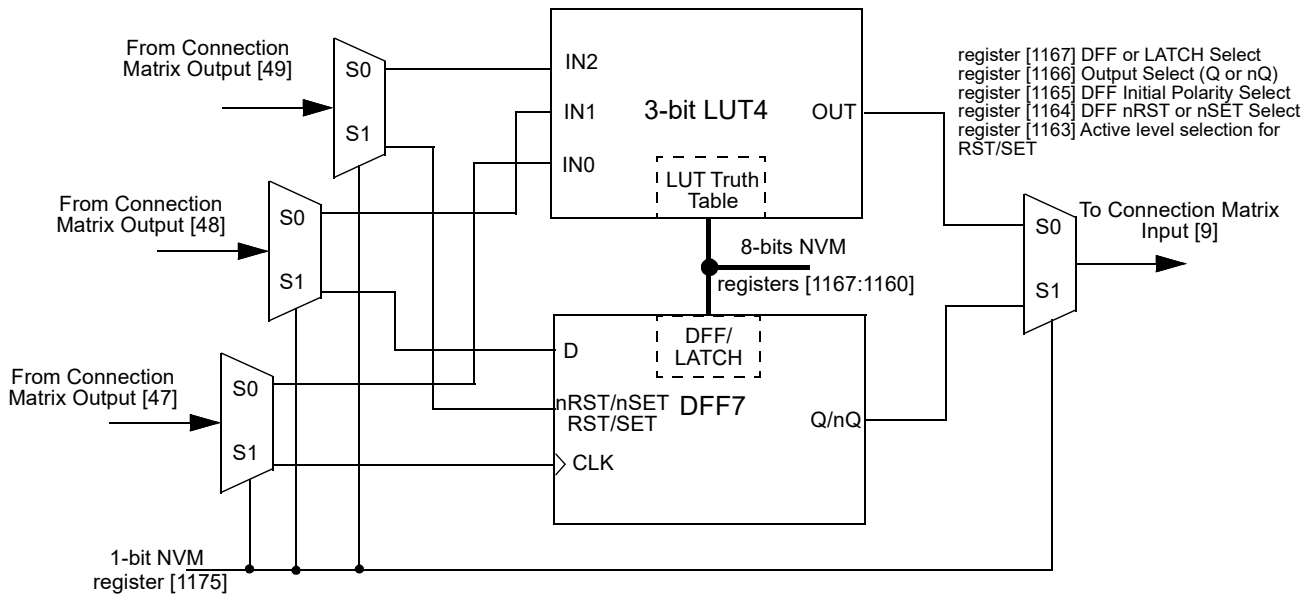 From Connection
Matrix Output [49]
S0
S1
IN2
IN1
IN0
3-bit LUT4
OUT
LUT Truth
Table
register [1167] DFF or LATCH Select
register [1166] Output Select (Q or nQ)
register [1165] DFF Initial Polarity Select
register [1164] DFF nRST or nSET Select
register [1163] Active level selection for
RST/SET
From Connection
Matrix Output [48]
S0
S1
8-bits NVM
registers [1167:1160]
To Connection Matrix
Input [9]
S0
S1
From Connection
Matrix Output [47]
S0
S1
D
DFF/
LATCH
nRST/nSET
RST/SET
DFF7
Q/nQ
CLK
1-bit NVM
register [1175]